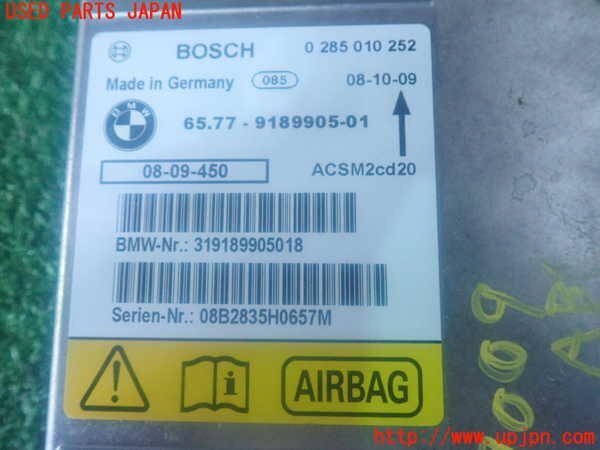 USED PARTS JAPAN
BOSCH 0 285 010 252
Made in Germany 085 08-10-09
BMW 65.77 - 9189905-01
08-09-450 ACSM2cd20
BMW-Nr.: 319189905018
Serien-Nr.: 08B2835H0657M
i AIRBAG
http://www.upjpn.com/